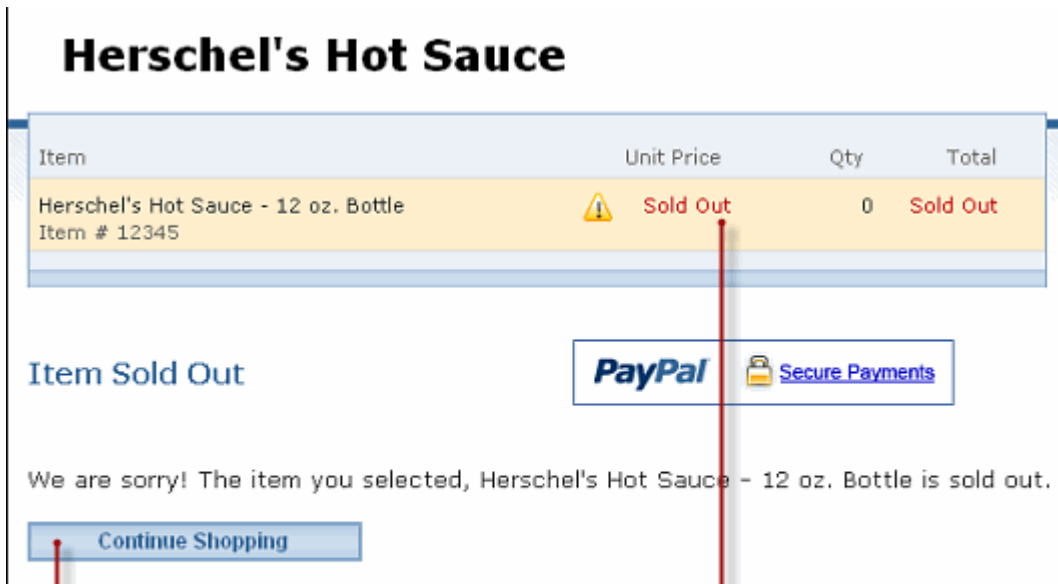 Herschel's Hot Sauce
Item Unit Price Qty Total
Herschel's Hot Sauce - 12 oz. Bottle Sold Out 0 Sold Out
Item # 12345
Item Sold Out
PayPal Secure Payments
We are sorry! The item you selected, Herschel's Hot Sauce - 12 oz. Bottle is sold out.
Continue Shopping